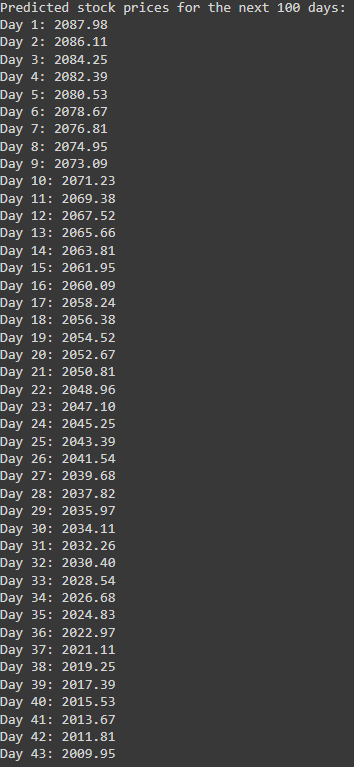 Predicted stock prices for the next 100 days:
Day 1: 2087.98
Day 2: 2086.11
Day 3: 2084.25
Day 4: 2082.39
Day 5: 2080.53
Day 6: 2078.67
Day 7: 2076.81
Day 8: 2074.95
Day 9: 2073.09
Day 10: 2071.23
Day 11: 2069.38
Day 12: 2067.52
Day 13: 2065.66
Day 14: 2063.81
Day 15: 2061.95
Day 16: 2060.09
Day 17: 2058.24
Day 18: 2056.38
Day 19: 2054.52
Day 20: 2052.67
Day 21: 2050.81
Day 22: 2048.96
Day 23: 2047.10
Day 24: 2045.25
Day 25: 2043.39
Day 26: 2041.54
Day 27: 2039.68
Day 28: 2037.82
Day 29: 2035.97
Day 30: 2034.11
Day 31: 2032.26
Day 32: 2030.40
Day 33: 2028.54
Day 34: 2026.68
Day 35: 2024.83
Day 36: 2022.97
Day 37: 2021.11
Day 38: 2019.25
Day 39: 2017.39
Day 40: 2015.53
Day 41: 2013.67
Day 42: 2011.81
Day 43: 2009.95